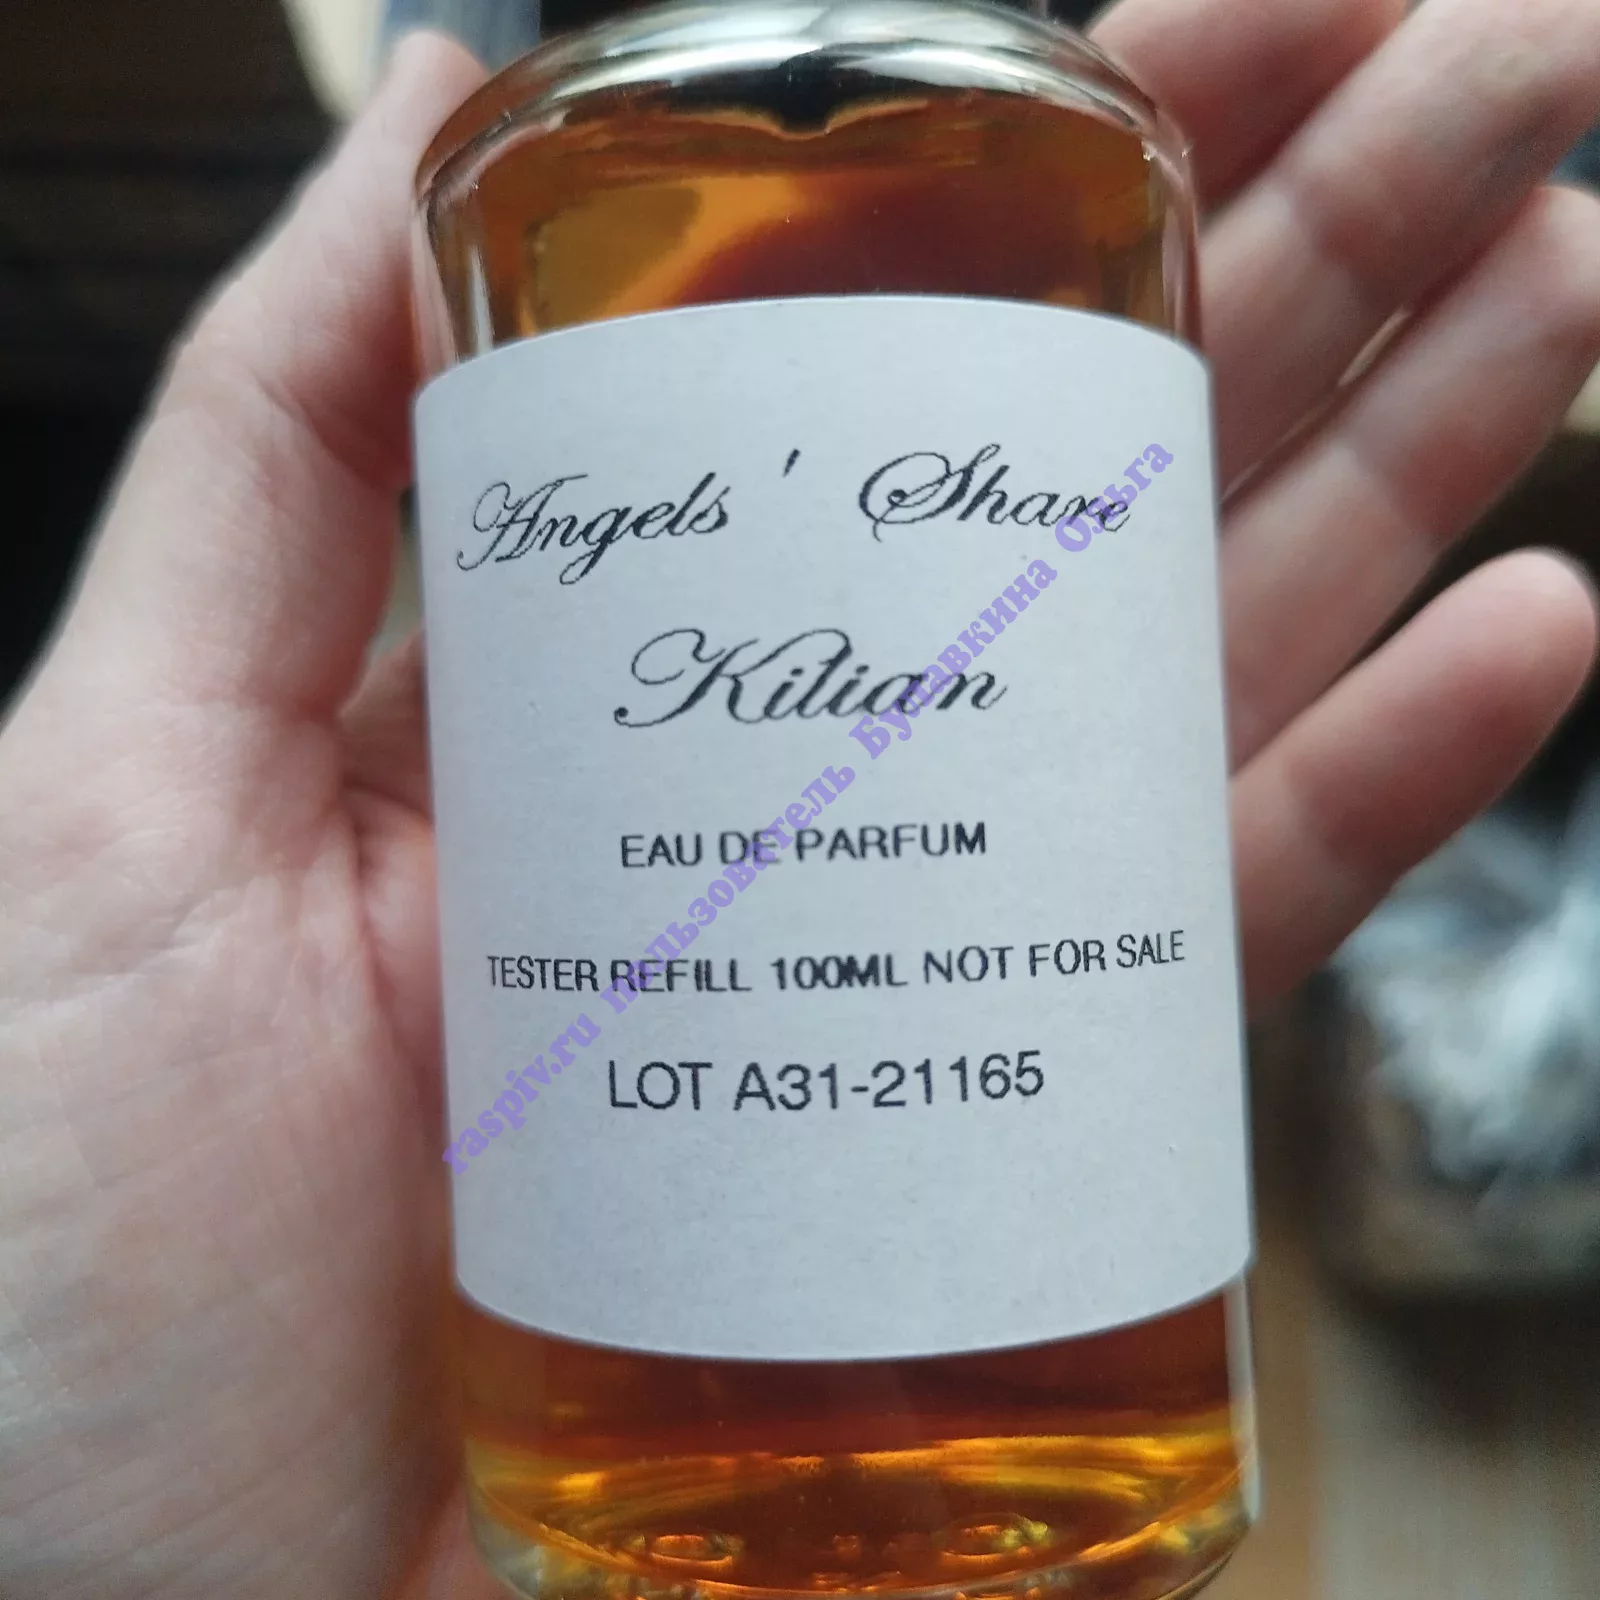 Angels ' Share
Kilian
EAU DE PARFUM
TESTER REFILL 100ML NOT FOR SALE
LOT A31-21165
raspiv.ru пользователь Булавкина Ольга